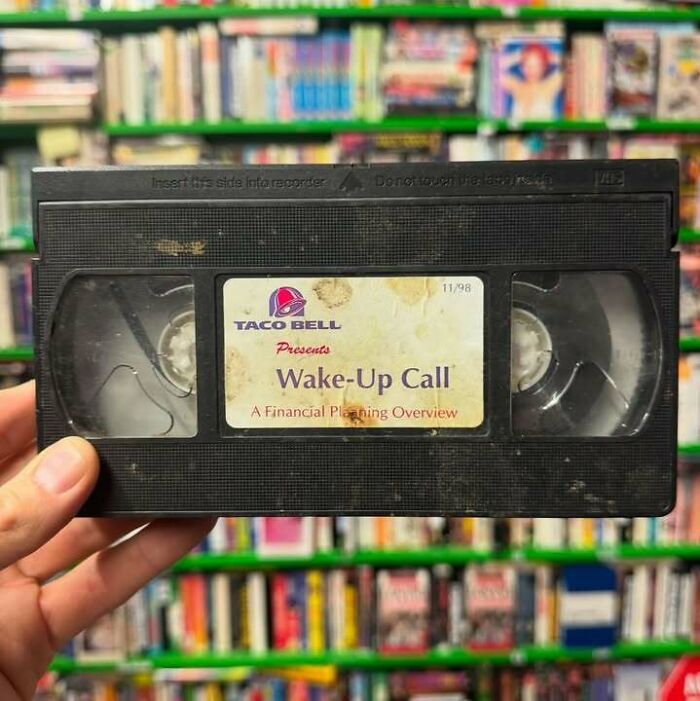 Insert this side into recorder Do not touch the tape inside VHS
11/98
TACO BELL
Presents
Wake-Up Call
A Financial Planning Overview